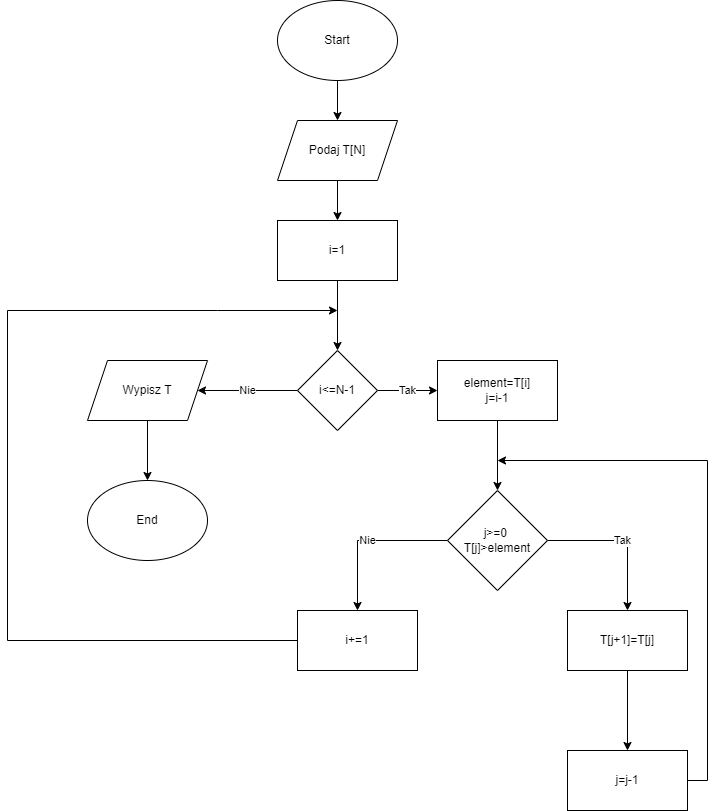 Start
Podaj T[N]
i=1
Wypisz T
Nie
i<=N-1
Tak
element=T[i]
j=i-1
End
j>=0
T[j]>element
Nie
Tak
i+=1
T[j+1]=T[j]
j=j-1